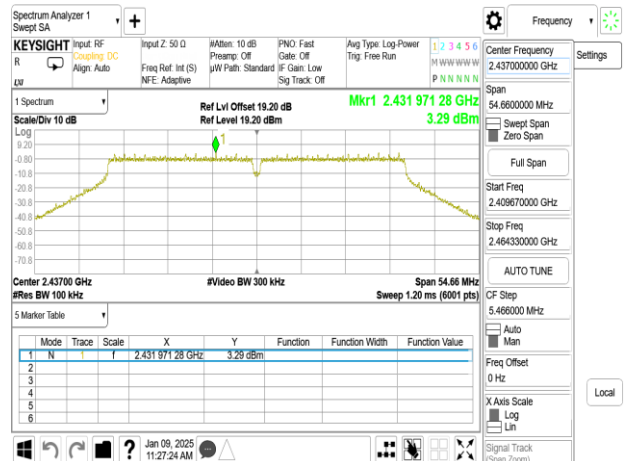 Spectrum Analyzer 1
Swept SA
+
Frequency
KEYSIGHT
R
LXI
Input: RF
Coupling: DC
Align: Auto
Input Z: 50 Ω
Freq Ref: Int (S)
NFE: Adaptive
#Atten: 10 dB
Preamp: Off
µW Path: Standard
PNO: Fast
Gate: Off
IF Gain: Low
Sig Track: Off
Avg Type: Log-Power
Trig: Free Run
1 2 3 4 5 6
M W W W W W
P N N N N N
1 Spectrum
Scale/Div 10 dB
Log
Ref Lvl Offset 19.20 dB
Ref Level 19.20 dBm
Mkr1 2.431 971 28 GHz
3.29 dBm
1
9.20
-0.80
-10.8
-20.8
-30.8
-40.8
-50.8
-60.8
-70.8
Center 2.43700 GHz
#Res BW 100 kHz
#Video BW 300 kHz
Span 54.66 MHz
Sweep 1.20 ms (6001 pts)
5 Marker Table
Mode Trace Scale X Y Function Function Width Function Value
1 N 1 f 2.431 971 28 GHz 3.29 dBm
2
3
4
5
6
?
Jan 09, 2025
11:27:24 AM
Center Frequency
2.437000000 GHz
Settings
Span
54.6600000 MHz
Swept Span
Zero Span
Full Span
Start Freq
2.409670000 GHz
Stop Freq
2.464330000 GHz
AUTO TUNE
CF Step
5.466000 MHz
Auto
Man
Freq Offset
0 Hz
Local
X Axis Scale
Log
Lin
Signal Track
(Span Zoom)